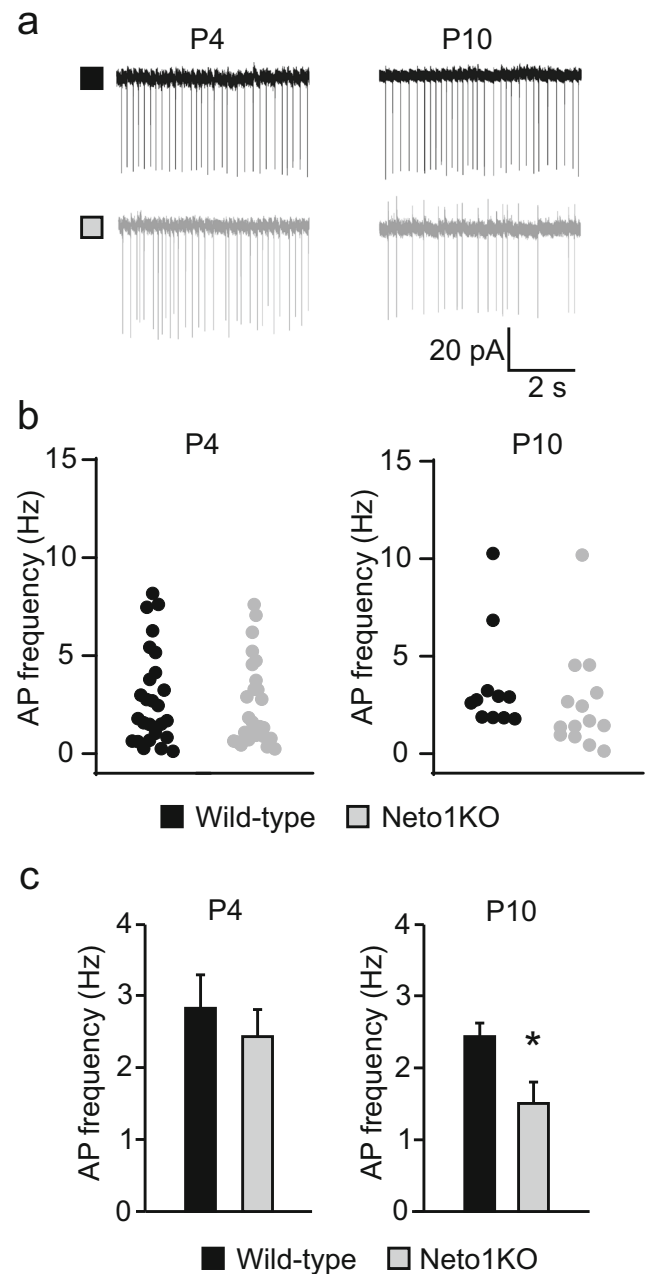 a
P4 P10
20 pA
2 s
b
P4 P10
AP frequency (Hz)
15
10
5
0
AP frequency (Hz)
15
10
5
0
Wild-type Neto1KO
c
P4 P10
AP frequency (Hz)
4
3
2
1
0
AP frequency (Hz)
4
3
2
1
0
*
Wild-type Neto1KO